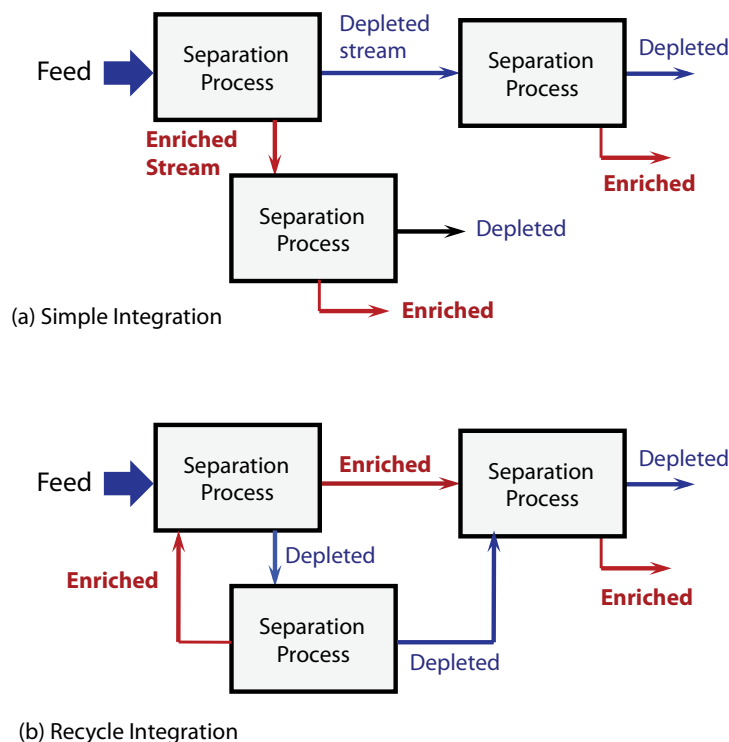 Feed
Separation
Process
Depleted
stream
Separation
Process
Depleted
Enriched
Stream
Enriched
Separation
Process
Depleted
Enriched
(a) Simple Integration
Feed
Separation
Process
Enriched
Separation
Process
Depleted
Enriched
Depleted
Enriched
Separation
Process
Depleted
(b) Recycle Integration